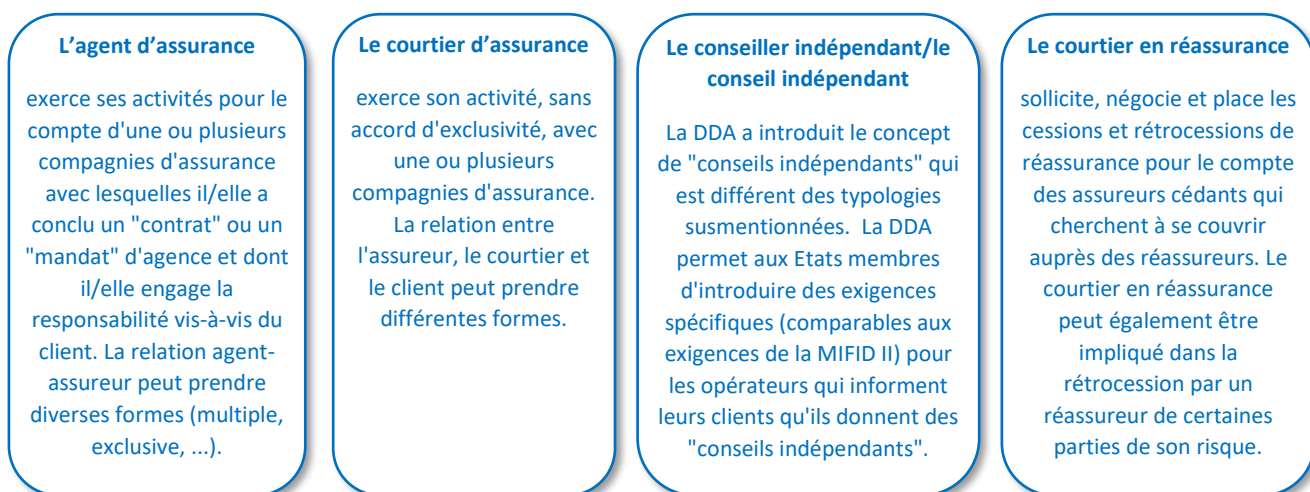 L'agent d'assurance
exerce ses activités pour le
compte d'une ou plusieurs
compagnies d'assurance
avec lesquelles il/elle a
conclu un "contrat" ou un
"mandat" d'agence et dont
il/elle engage la
responsabilité vis-à-vis du
client. La relation agent-
assureur peut prendre
diverses formes (multiple,
exclusive, ...).
Le courtier d'assurance
exerce son activité, sans
accord d'exclusivité, avec
une ou plusieurs
compagnies d'assurance.
La relation entre
l'assureur, le courtier et
le client peut prendre
différentes formes.
Le conseiller indépendant/le
conseil indépendant
La DDA a introduit le concept
de "conseils indépendants" qui
est différent des typologies
susmentionnées. La DDA
permet aux Etats membres
d'introduire des exigences
spécifiques (comparables aux
exigences de la MIFID II) pour
les opérateurs qui informent
leurs clients qu'ils donnent des
"conseils indépendants".
Le courtier en réassurance
sollicite, négocie et place les
cessions et rétrocessions de
réassurance pour le compte
des assureurs cédants qui
cherchent à se couvrir
auprès des réassureurs. Le
courtier en réassurance
peut également être
impliqué dans la
rétrocession par un
réassureur de certaines
parties de son risque.